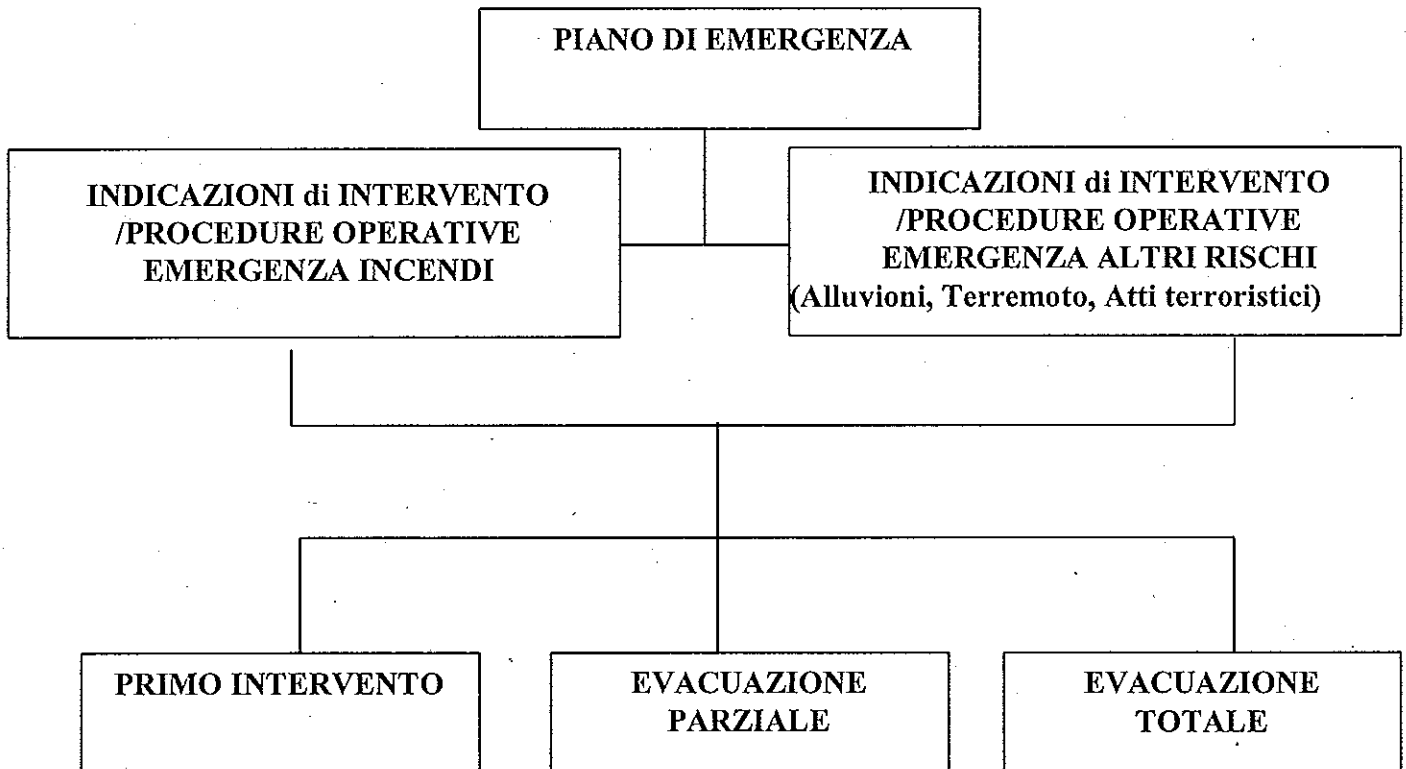 PIANO DI EMERGENZA
INDICAZIONI di INTERVENTO
/PROCEDURE OPERATIVE
EMERGENZA INCENDI
INDICAZIONI di INTERVENTO
/PROCEDURE OPERATIVE
EMERGENZA ALTRI RISCHI
(Alluvioni, Terremoto, Atti terroristici)
PRIMO INTERVENTO
EVACUAZIONE
PARZIALE
EVACUAZIONE
TOTALE